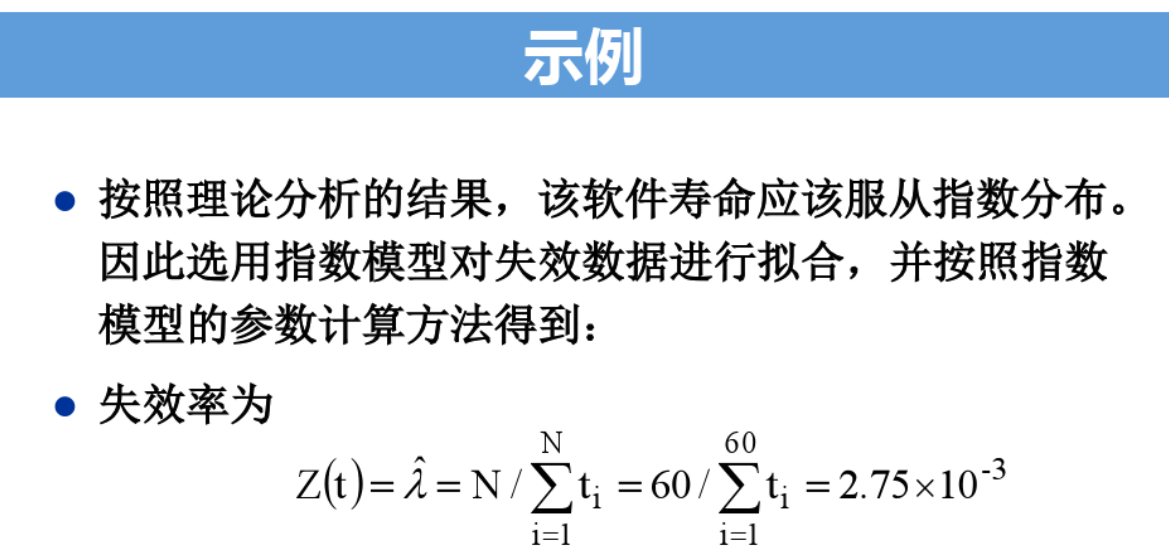 示例
● 按照理论分析的结果，该软件寿命应该服从指数分布。
因此选用指数模型对失效数据进行拟合，并按照指数
模型的参数计算方法得到：
● 失效率为
Z(t) = λ̂ = N / ∑_{i=1}^{N} t_i = 60 / ∑_{i=1}^{60} t_i = 2.75×10^{-3}